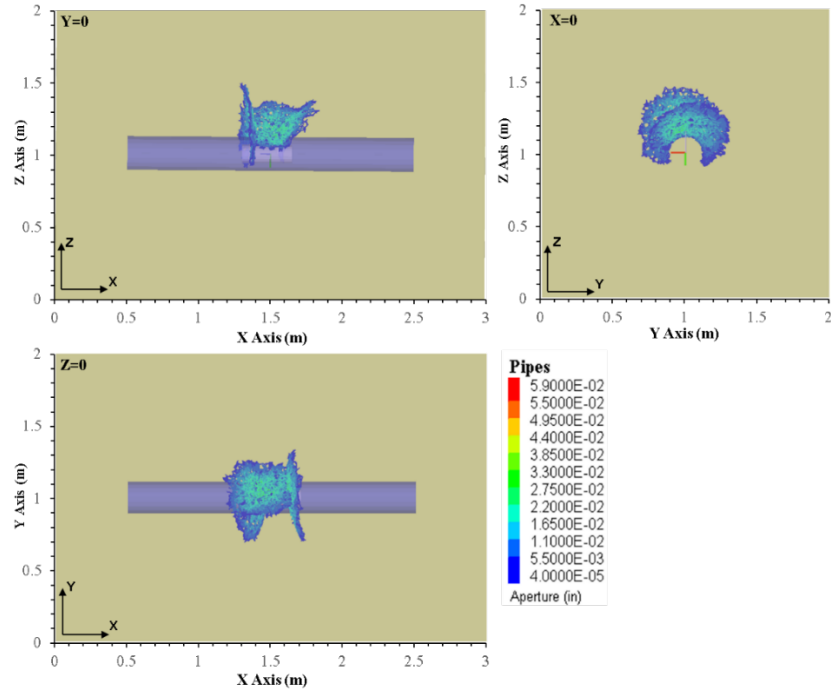 Y=0
2
1.5
1
0.5
0
Z Axis (m)
Z
X
0
0.5
1
1.5
2
2.5
3
X Axis (m)
X=0
2
1.5
1
0.5
0
Z Axis (m)
Z
Y
0
0.5
1
1.5
2
Y Axis (m)
Z=0
2
1.5
1
0.5
0
Y Axis (m)
Y
X
0
0.5
1
1.5
2
2.5
3
X Axis (m)
Pipes
5.9000E-02
5.5000E-02
4.9500E-02
4.4000E-02
3.8500E-02
3.3000E-02
2.7500E-02
2.2000E-02
1.6500E-02
1.1000E-02
5.5000E-03
4.0000E-05
Aperture (in)